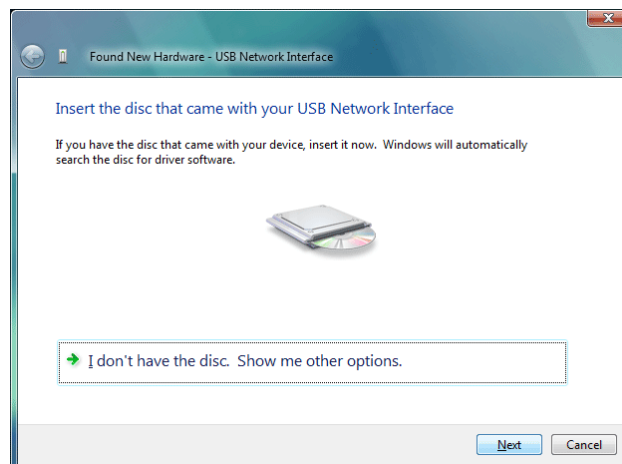 Found New Hardware - USB Network Interface
Insert the disc that came with your USB Network Interface
If you have the disc that came with your device, insert it now.  Windows will automatically
search the disc for driver software.
I don't have the disc.  Show me other options.
Next
Cancel